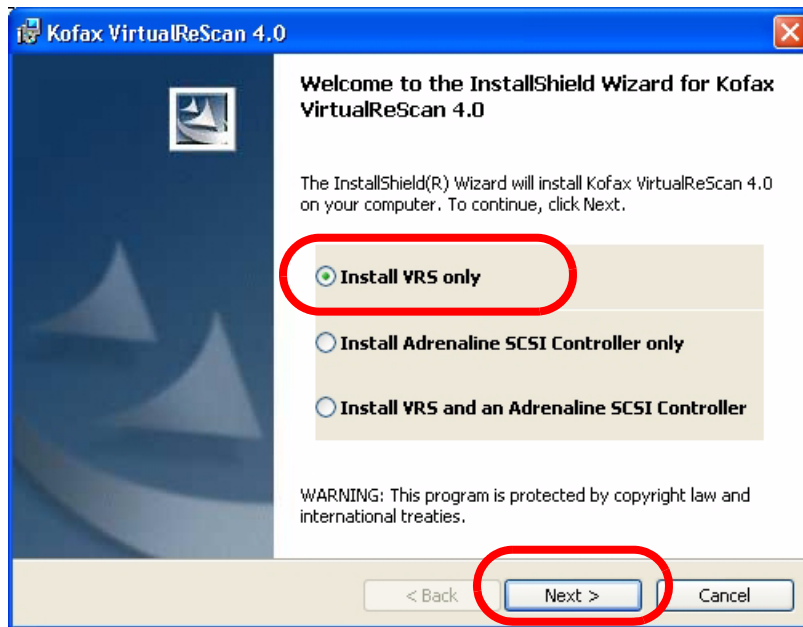 Kofax VirtualReScan 4.0
Welcome to the InstallShield Wizard for Kofax
VirtualReScan 4.0
The InstallShield(R) Wizard will install Kofax VirtualReScan 4.0
on your computer. To continue, click Next.
Install VRS only
Install Adrenaline SCSI Controller only
Install VRS and an Adrenaline SCSI Controller
WARNING: This program is protected by copyright law and
international treaties.
< Back
Next >
Cancel